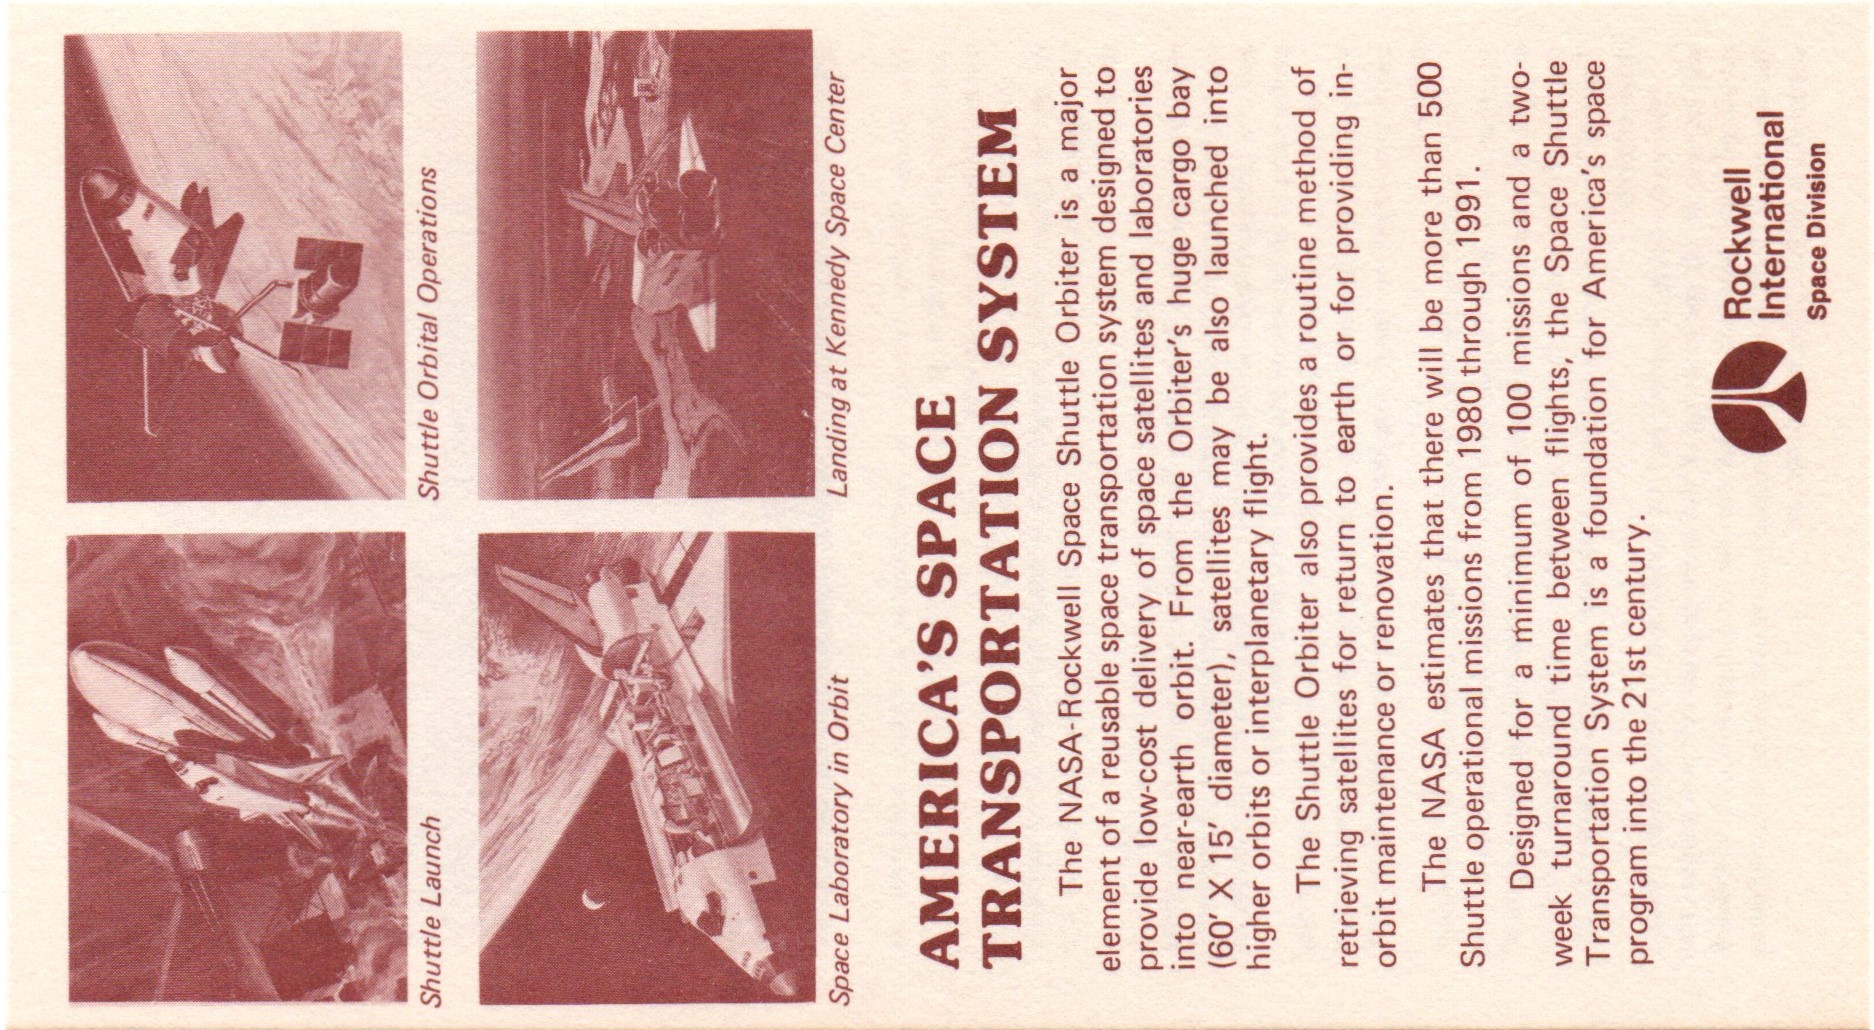 Shuttle Launch
Shuttle Orbital Operations
Space Laboratory in Orbit
Landing at Kennedy Space Center
AMERICA'S SPACE
TRANSPORTATION SYSTEM
The NASA-Rockwell Space Shuttle Orbiter is a major
element of a reusable space transportation system designed to
provide low-cost delivery of space satellites and laboratories
into near-earth orbit. From the Orbiter's huge cargo bay
(60' X 15' diameter), satellites may be also launched into
higher orbits or interplanetary flight.
The Shuttle Orbiter also provides a routine method of
retrieving satellites for return to earth or for providing in-
orbit maintenance or renovation.
The NASA estimates that there will be more than 500
Shuttle operational missions from 1980 through 1991.
Designed for a minimum of 100 missions and a two-
week turnaround time between flights, the Space Shuttle
Transportation System is a foundation for America's space
program into the 21st century.
Rockwell
International
Space Division